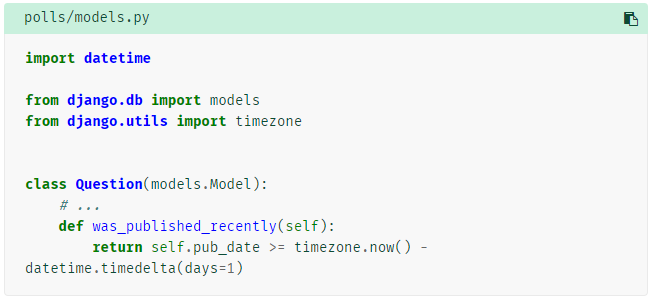 polls/models.py
import datetime
from django.db import models
from django.utils import timezone
class Question(models.Model):
    # ...
    def was_published_recently(self):
        return self.pub_date >= timezone.now() -
datetime.timedelta(days=1)